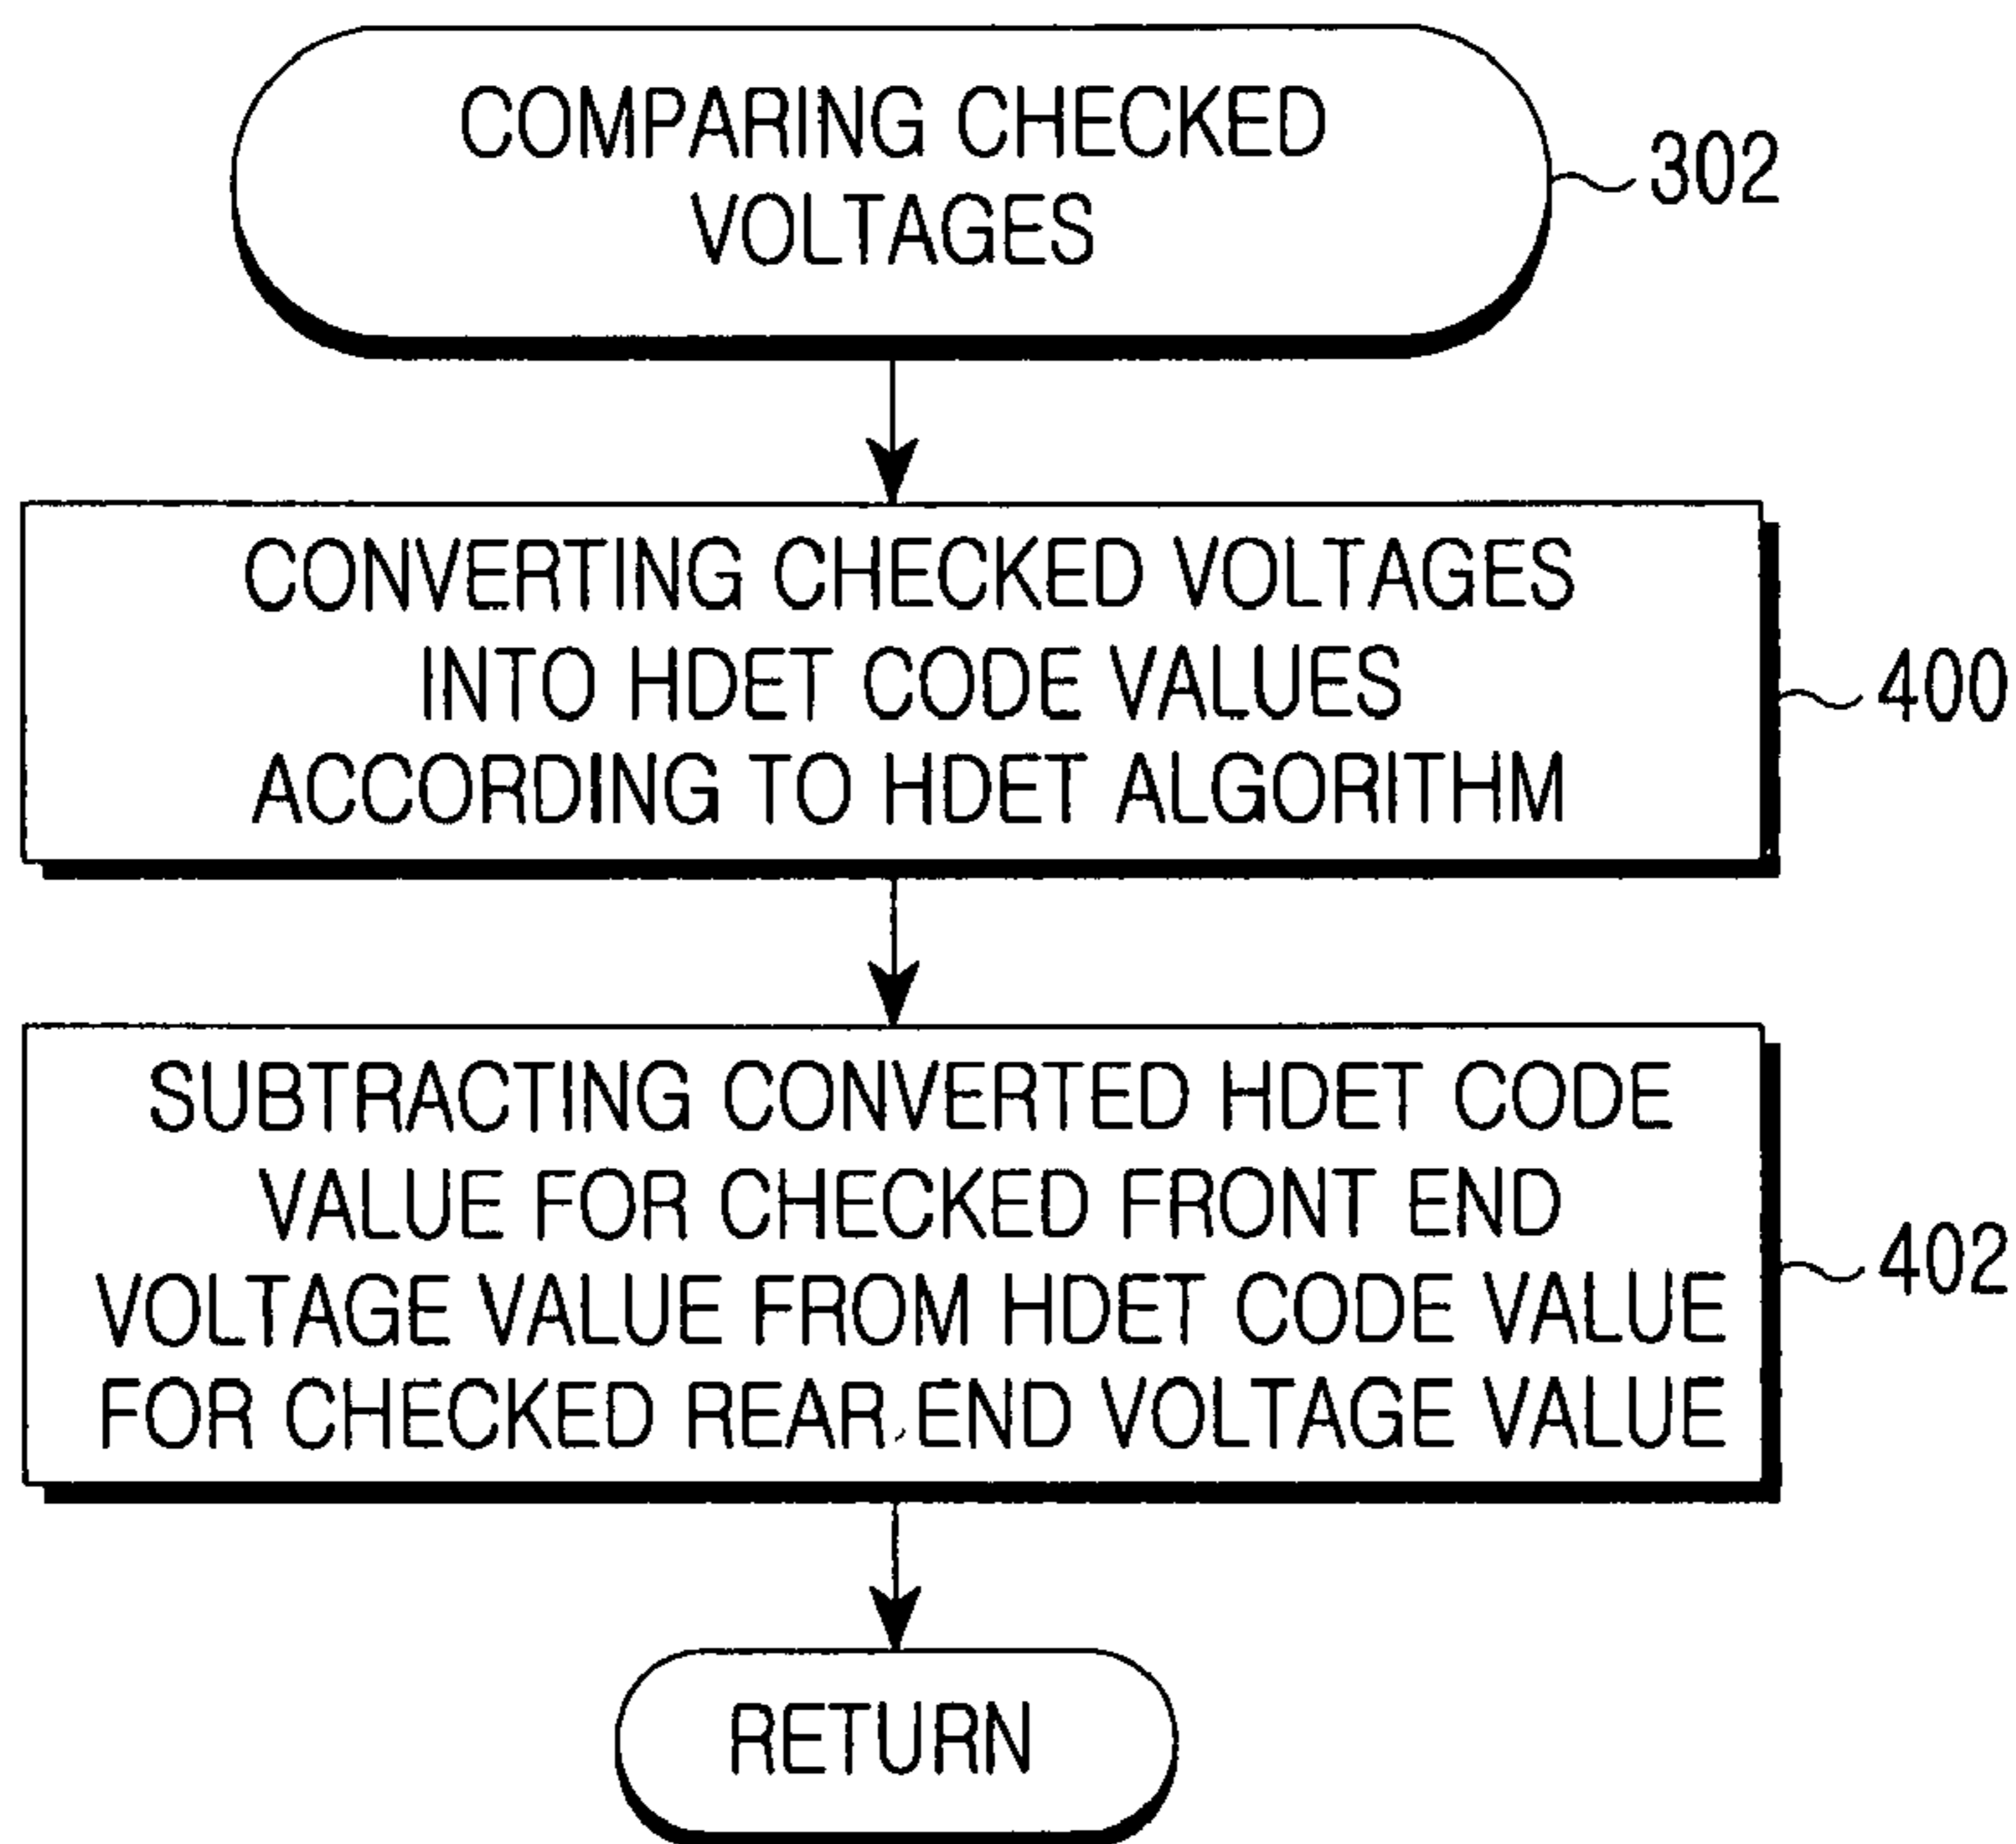 COMPARING CHECKED
VOLTAGES
302
CONVERTING CHECKED VOLTAGES
INTO HDET CODE VALUES
ACCORDING TO HDET ALGORITHM
400
SUBTRACTING CONVERTED HDET CODE
VALUE FOR CHECKED FRONT END
VOLTAGE VALUE FROM HDET CODE VALUE
FOR CHECKED REAR END VOLTAGE VALUE
402
RETURN